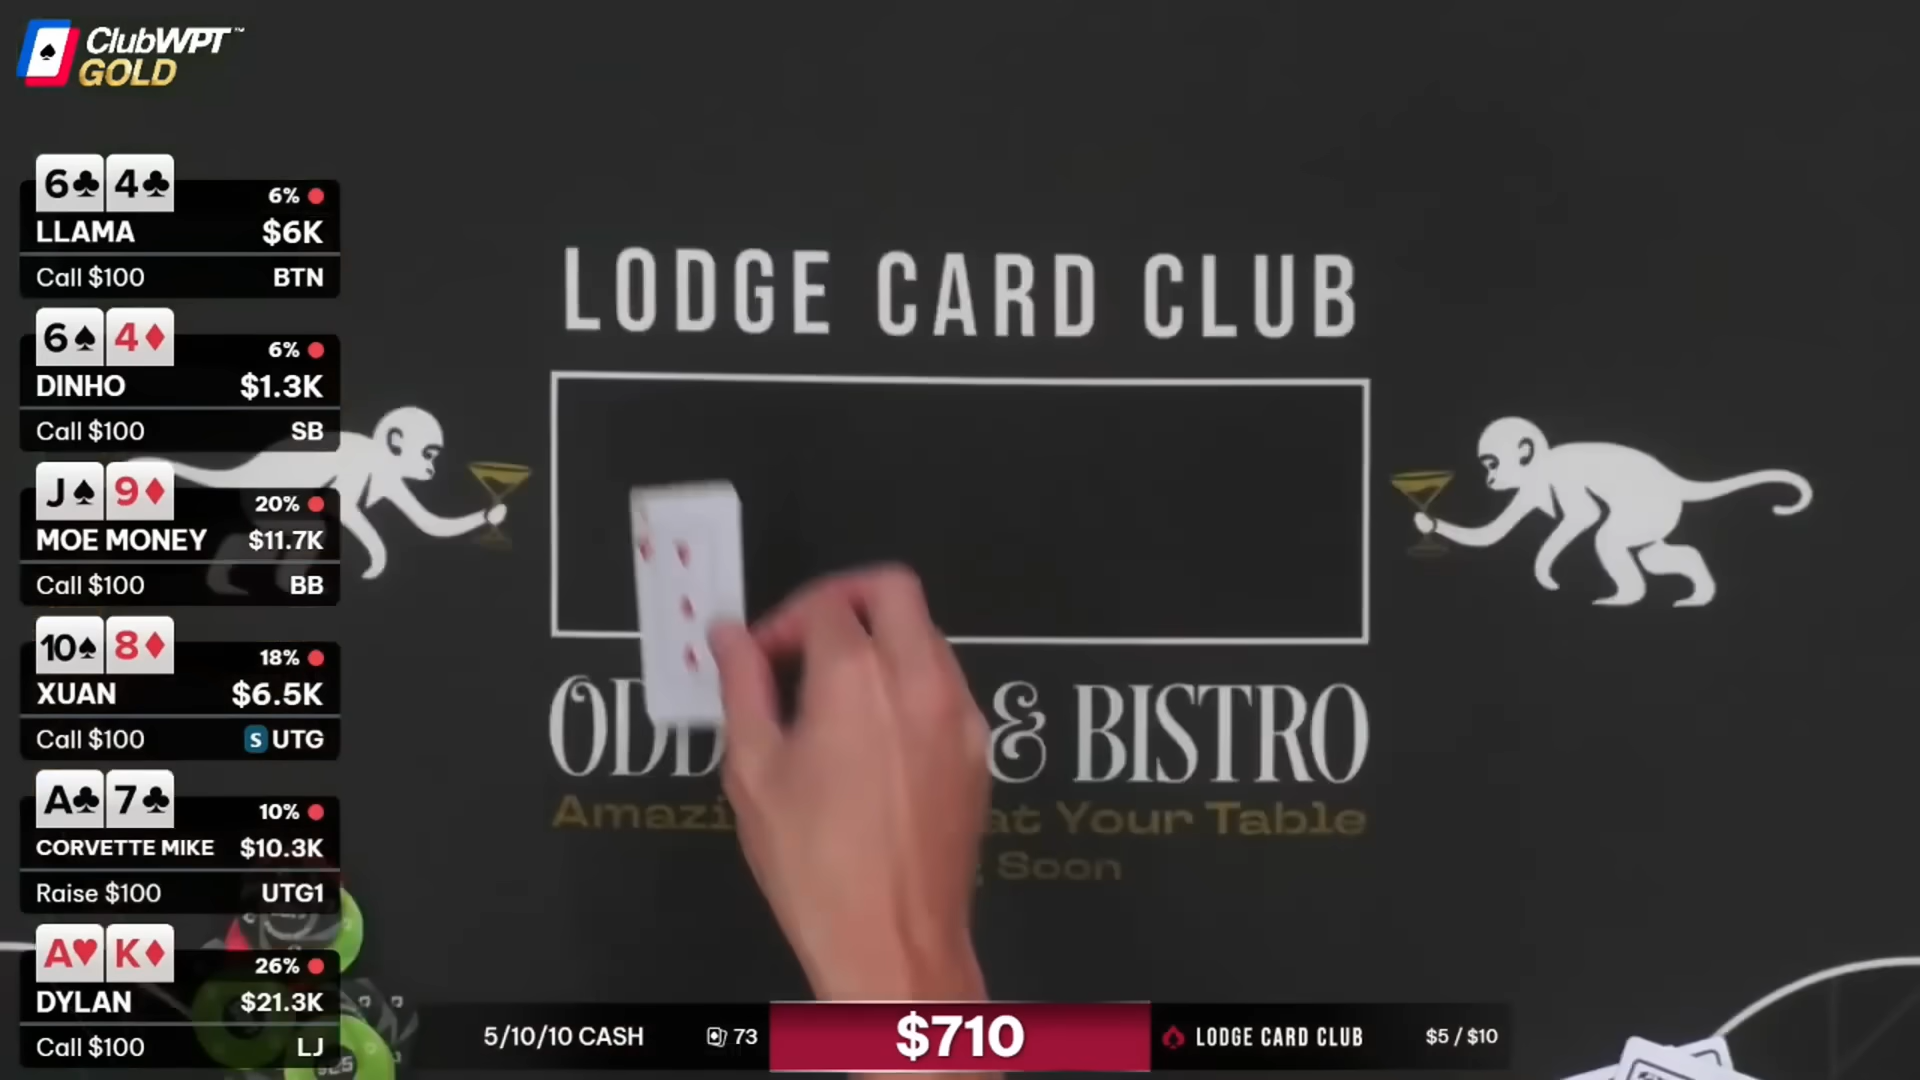 ClubWPT™
GOLD
6♣ 4♣
6%
LLAMA $6K
Call $100 BTN
6♠ 4♦
6%
DINHO $1.3K
Call $100 SB
J♠ 9♦
20%
MOE MONEY $11.7K
Call $100 BB
10♠ 8♦
18%
XUAN $6.5K
Call $100 S UTG
A♣ 7♣
10%
CORVETTE MIKE $10.3K
Raise $100 UTG1
A♥ K♦
26%
DYLAN $21.3K
Call $100 LJ
LODGE CARD CLUB
& BISTRO
at Your Table
Soon
5/10/10 CASH 73 $710 LODGE CARD CLUB $5 / $10